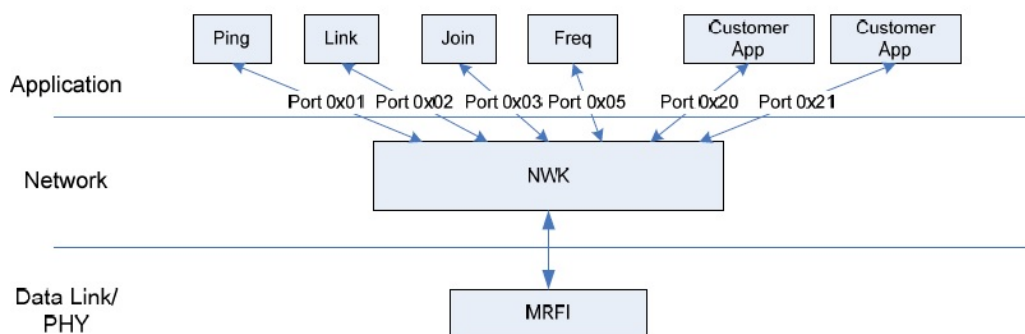 Ping
Link
Join
Freq
Customer
App
Customer
App
Application
Port 0x01
Port 0x02
Port 0x03
Port 0x05
Port 0x20
Port 0x21
Network
NWK
Data Link/
PHY
MRFI